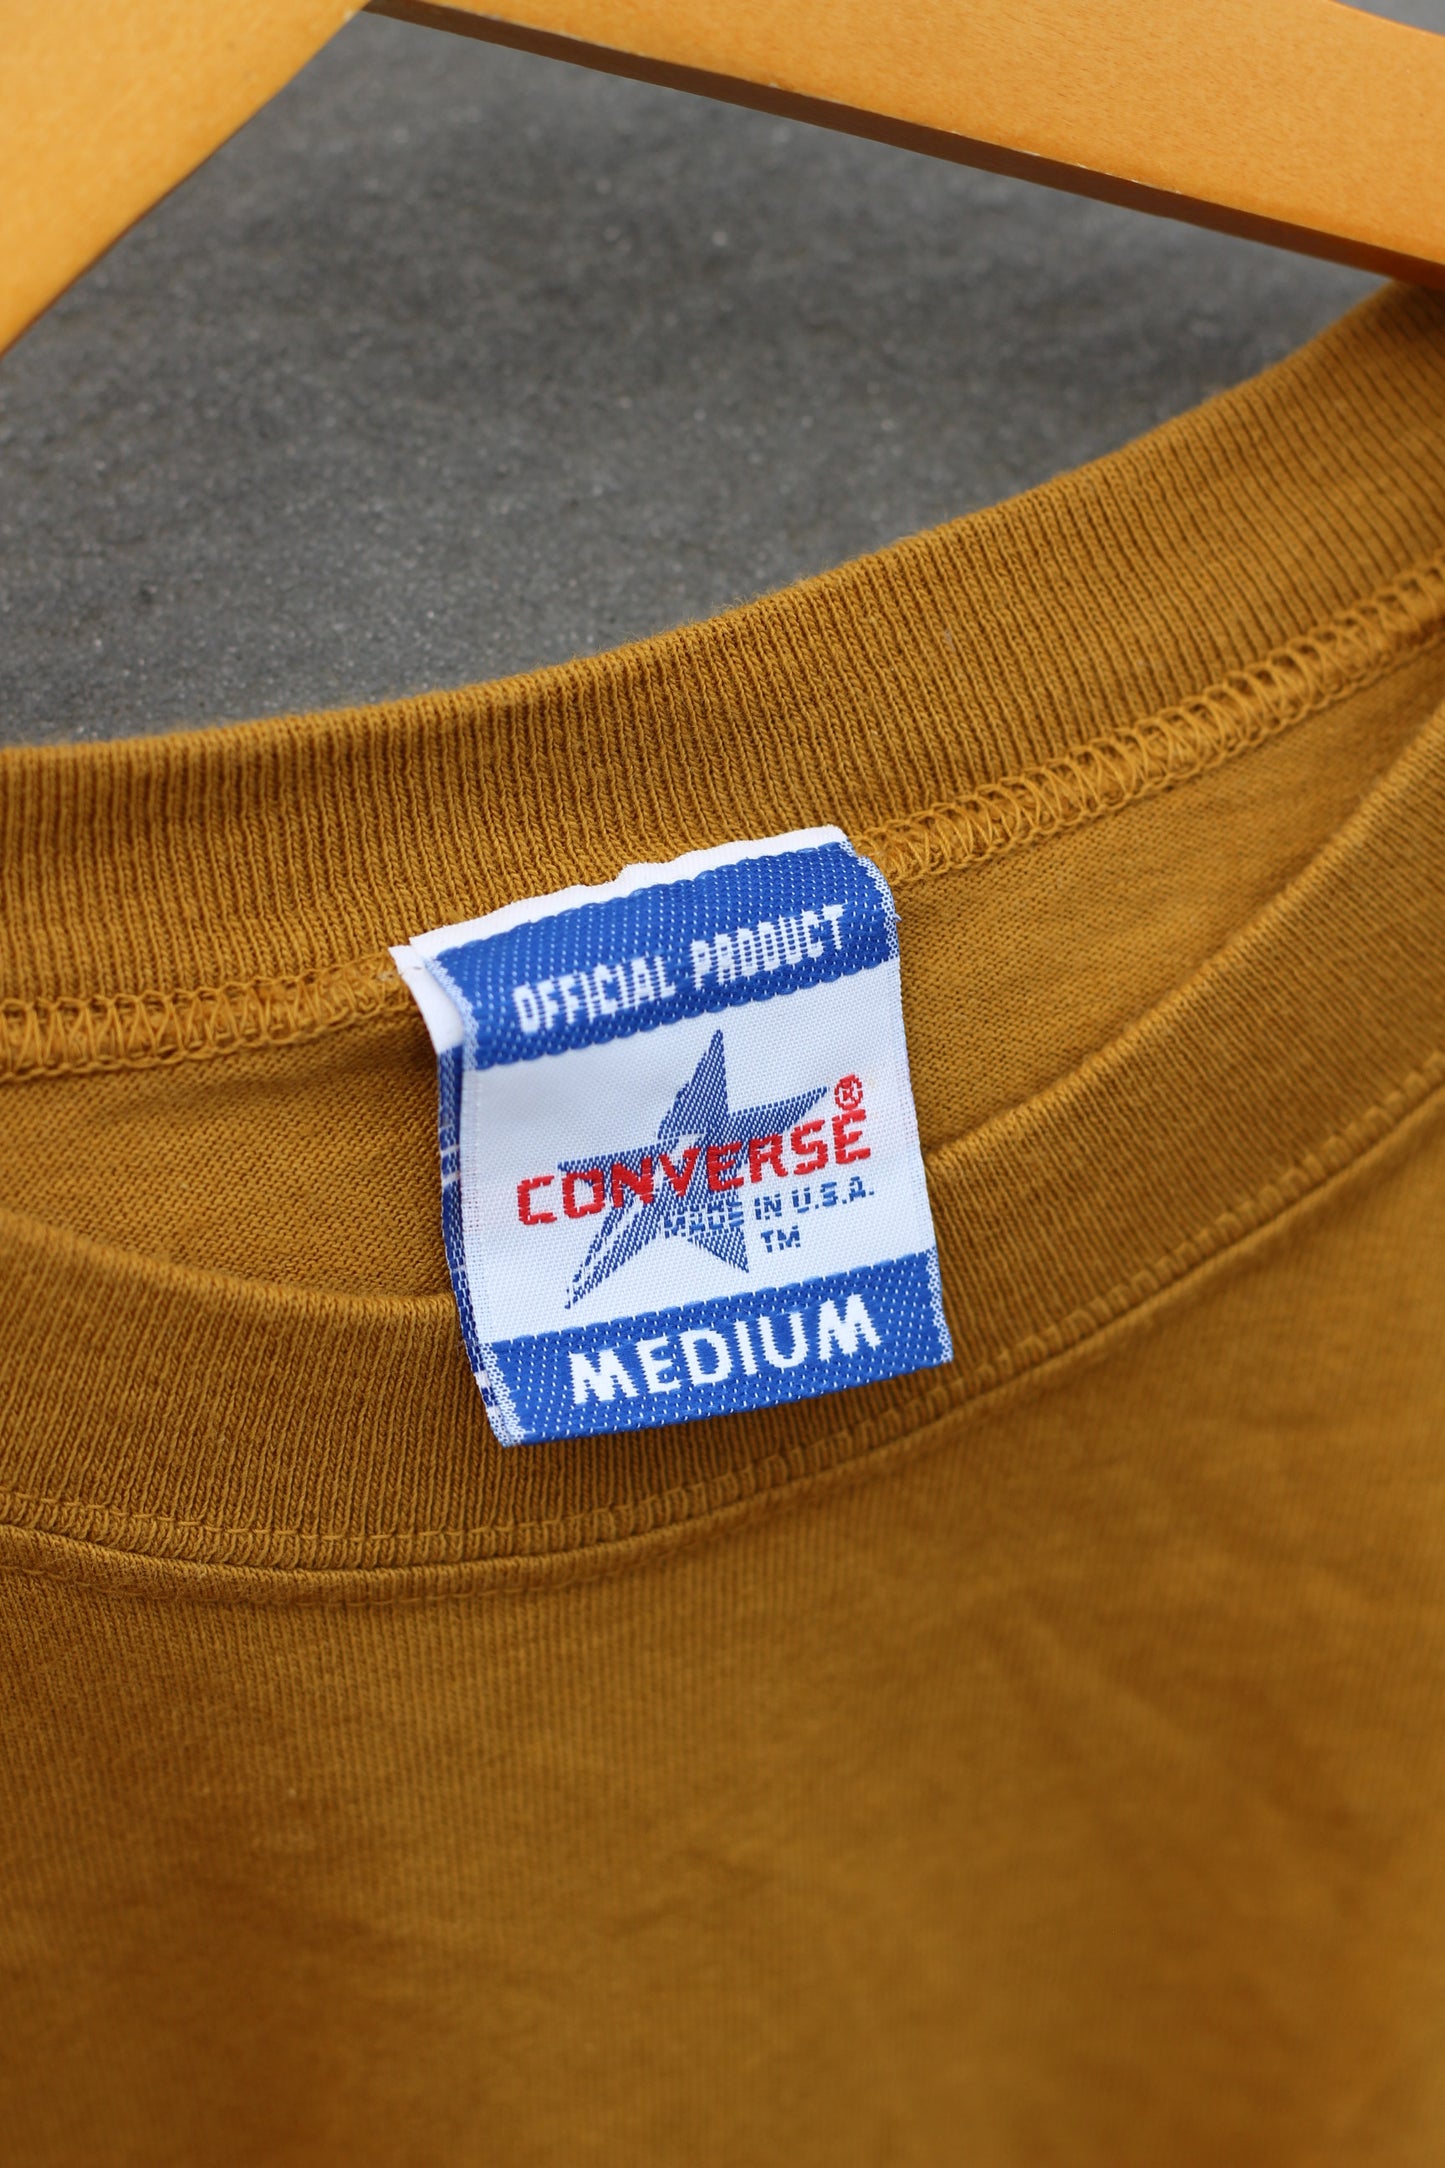 OFFICIAL PRODUCT
CONVERSE®
MADE IN U.S.A.
TM
MEDIUM